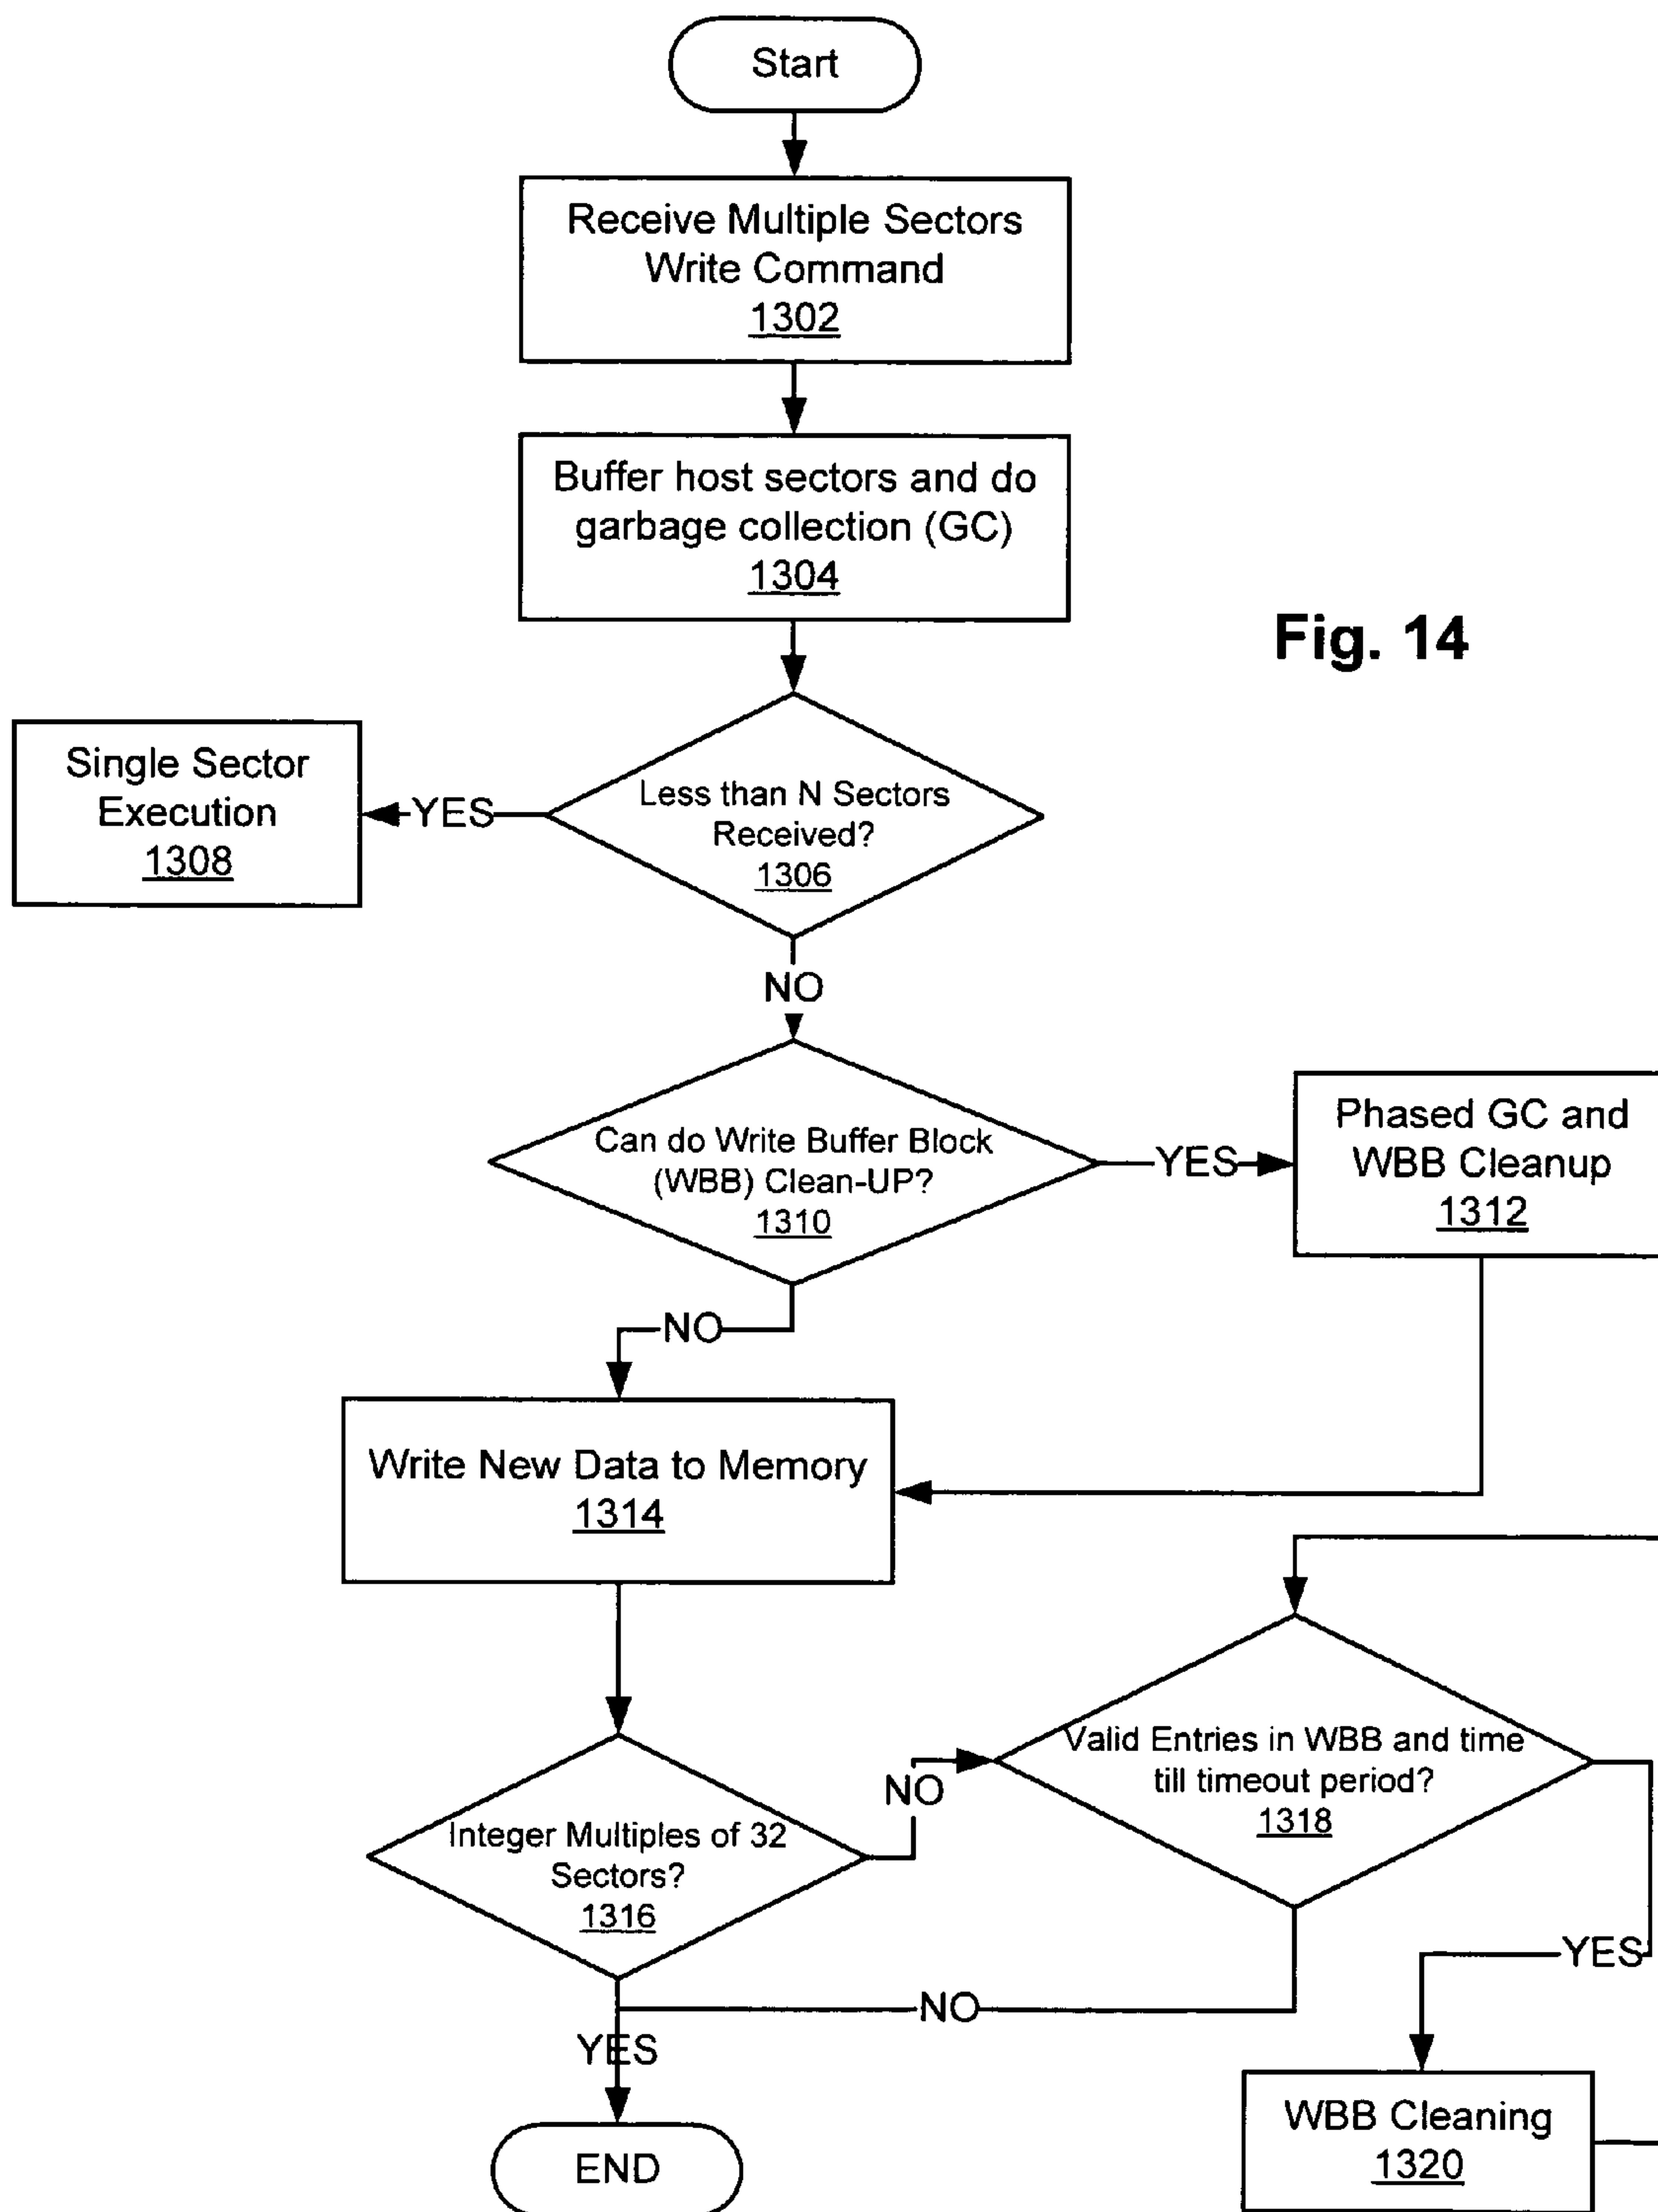 Start
Receive Multiple Sectors
Write Command
1302
Buffer host sectors and do
garbage collection (GC)
1304
Fig. 14
Single Sector
Execution
1308
YES
Less than N Sectors
Received?
1306
NO
Can do Write Buffer Block
(WBB) Clean-UP?
1310
YES
Phased GC and
WBB Cleanup
1312
NO
Write New Data to Memory
1314
Integer Multiples of 32
Sectors?
1316
NO
Valid Entries in WBB and time
till timeout period?
1318
YES
NO
YES
END
WBB Cleaning
1320